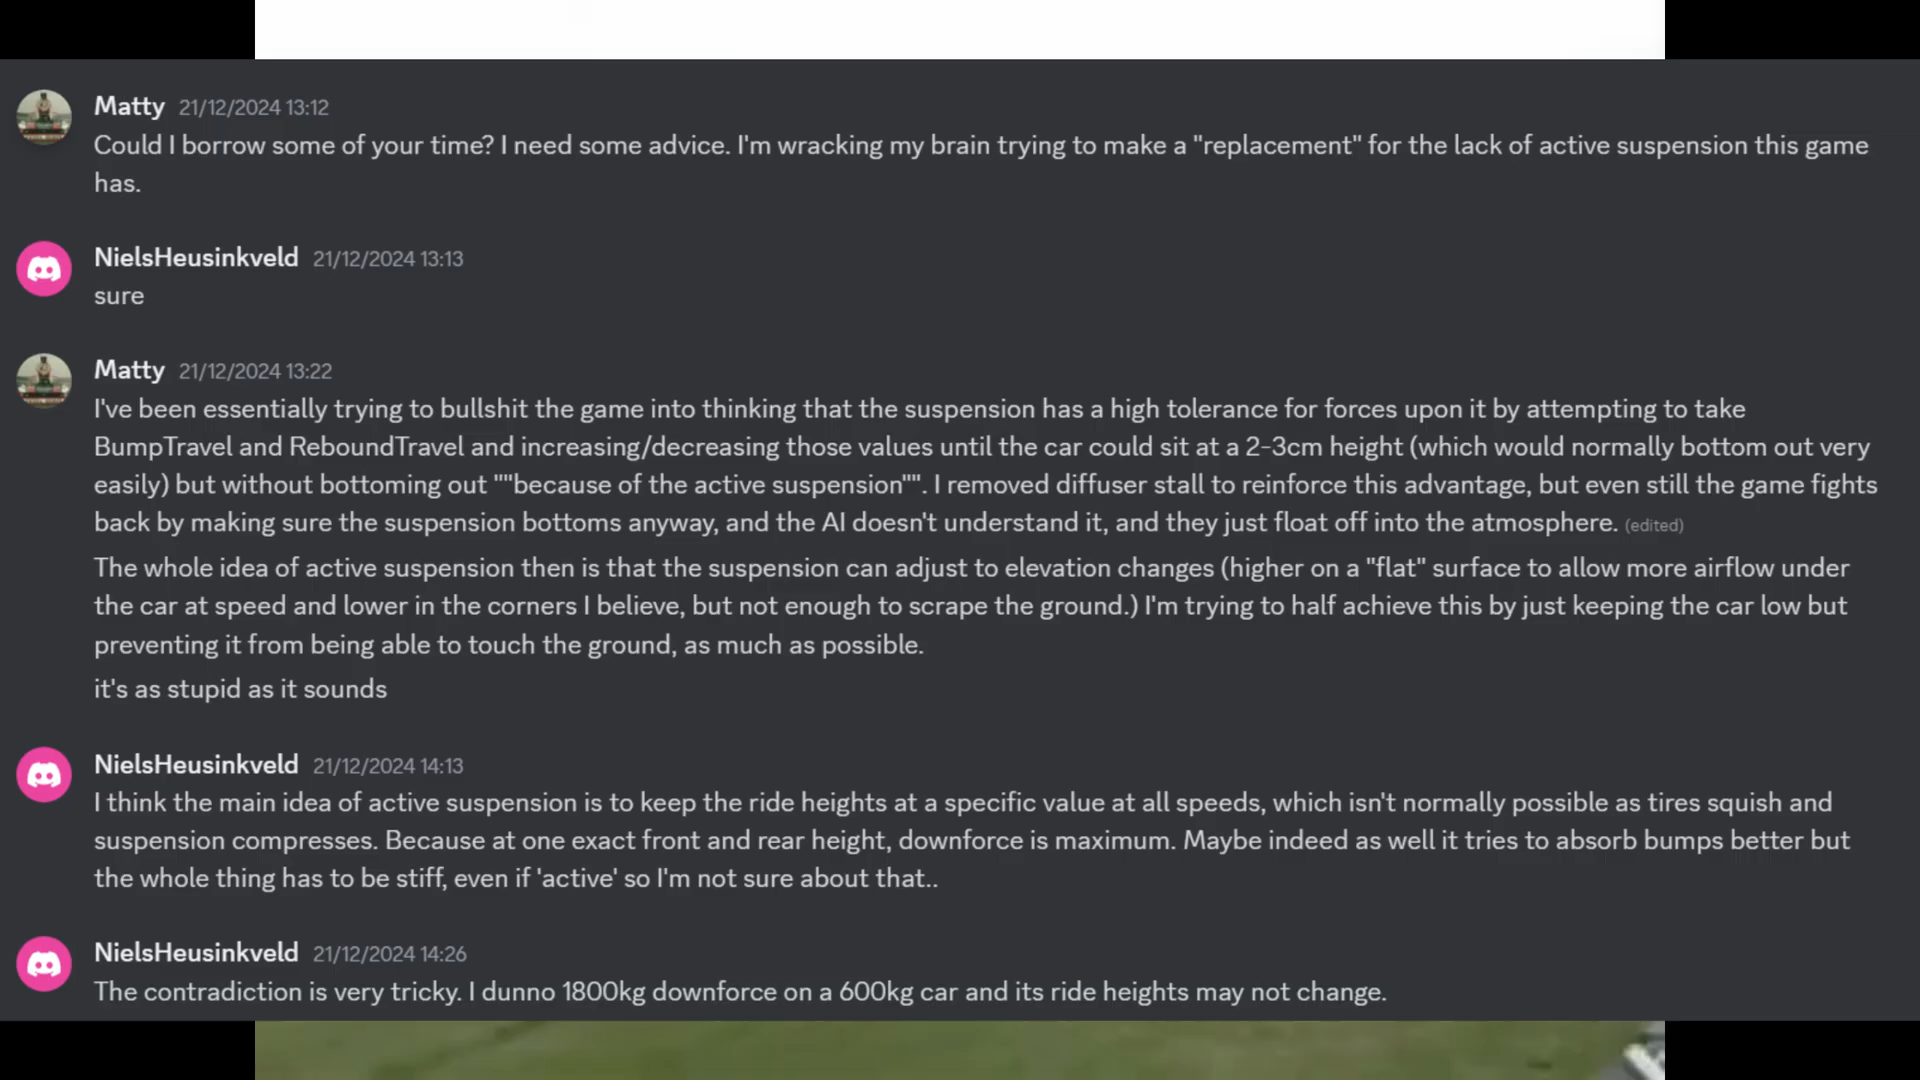 Matty 21/12/2024 13:12
Could I borrow some of your time? I need some advice. I'm wracking my brain trying to make a "replacement" for the lack of active suspension this game
has.
NielsHeusinkveld 21/12/2024 13:13
sure
Matty 21/12/2024 13:22
I've been essentially trying to bullshit the game into thinking that the suspension has a high tolerance for forces upon it by attempting to take
BumpTravel and ReboundTravel and increasing/decreasing those values until the car could sit at a 2-3cm height (which would normally bottom out very
easily) but without bottoming out ""because of the active suspension"". I removed diffuser stall to reinforce this advantage, but even still the game fights
back by making sure the suspension bottoms anyway, and the AI doesn't understand it, and they just float off into the atmosphere. (edited)
The whole idea of active suspension then is that the suspension can adjust to elevation changes (higher on a "flat" surface to allow more airflow under
the car at speed and lower in the corners I believe, but not enough to scrape the ground.) I'm trying to half achieve this by just keeping the car low but
preventing it from being able to touch the ground, as much as possible.
it's as stupid as it sounds
NielsHeusinkveld 21/12/2024 14:13
I think the main idea of active suspension is to keep the ride heights at a specific value at all speeds, which isn't normally possible as tires squish and
suspension compresses. Because at one exact front and rear height, downforce is maximum. Maybe indeed as well it tries to absorb bumps better but
the whole thing has to be stiff, even if 'active' so I'm not sure about that..
NielsHeusinkveld 21/12/2024 14:26
The contradiction is very tricky. I dunno 1800kg downforce on a 600kg car and its ride heights may not change.